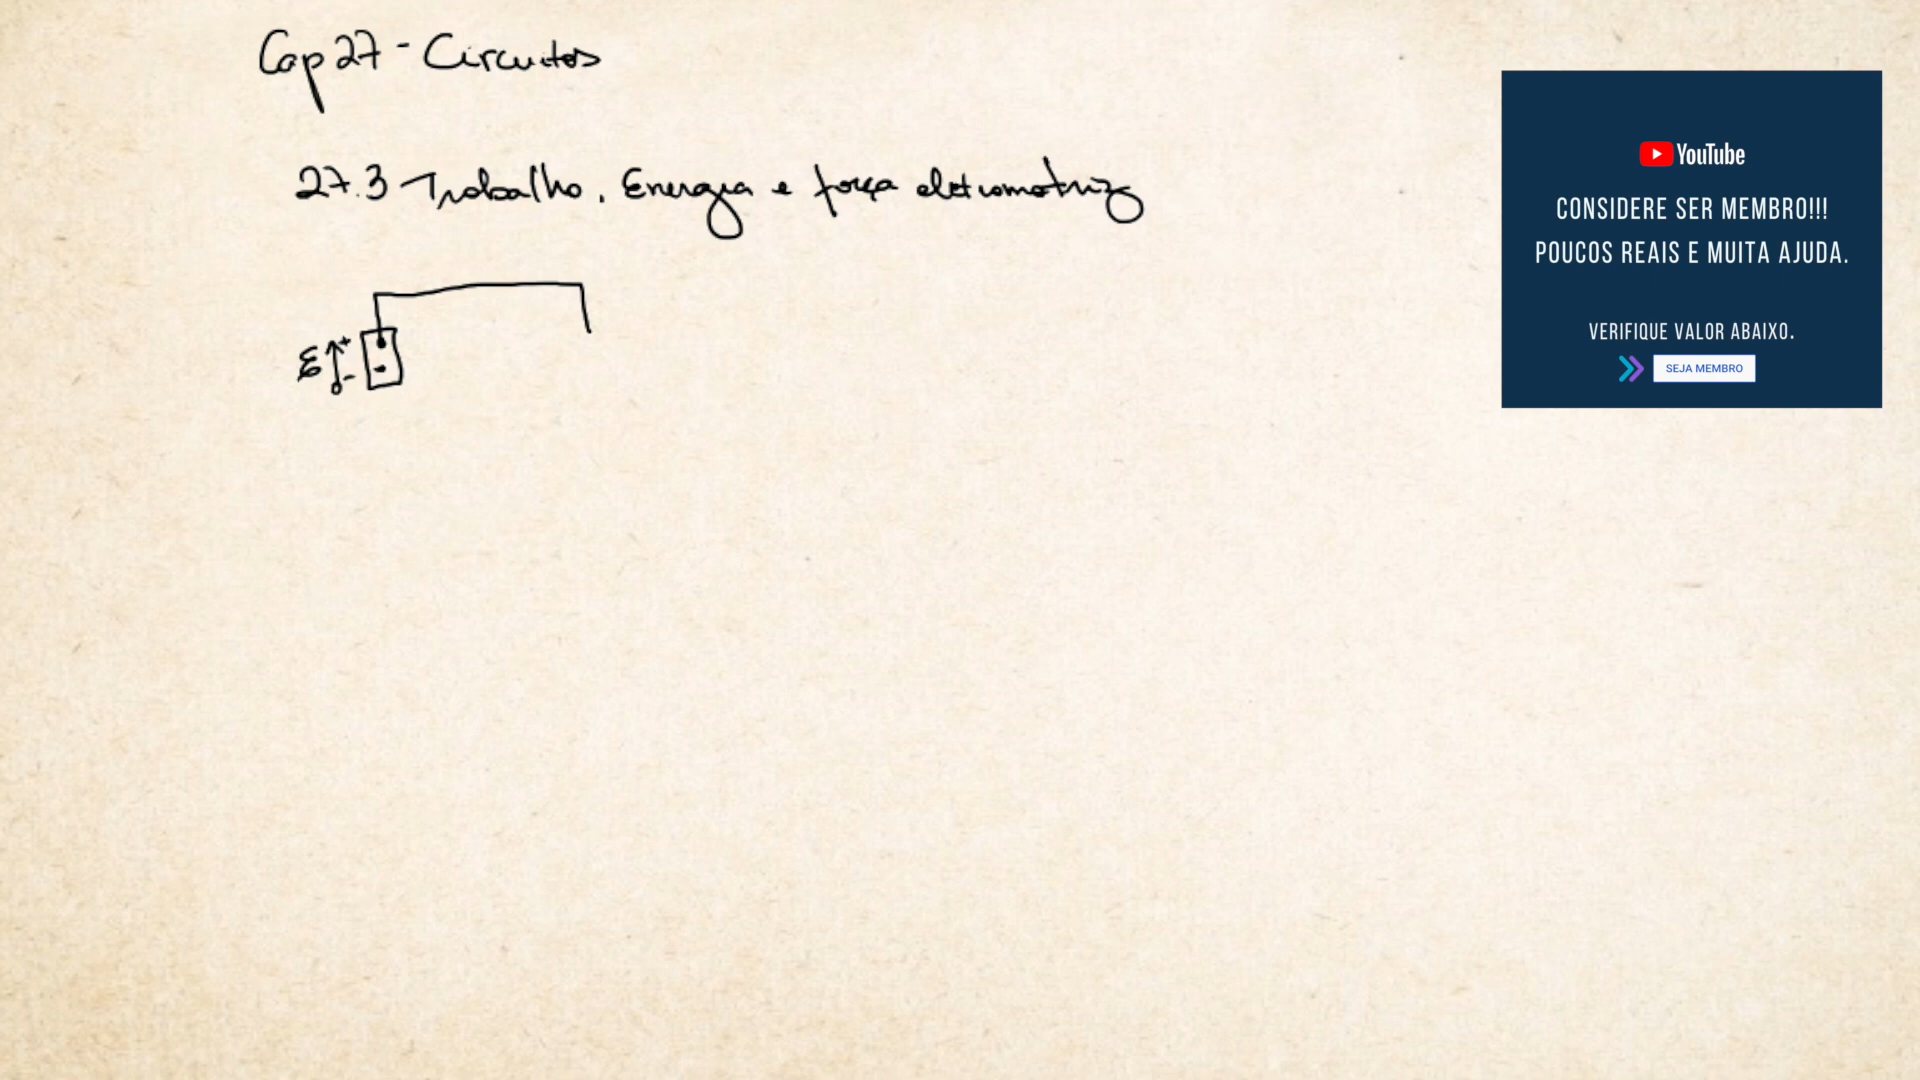 Cap 27 - Circuitos
27.3 Trabalho, Energia e força eletromotriz
ℰ + -
YouTube
CONSIDERE SER MEMBRO!!!
POUCOS REAIS E MUITA AJUDA.
VERIFIQUE VALOR ABAIXO.
SEJA MEMBRO